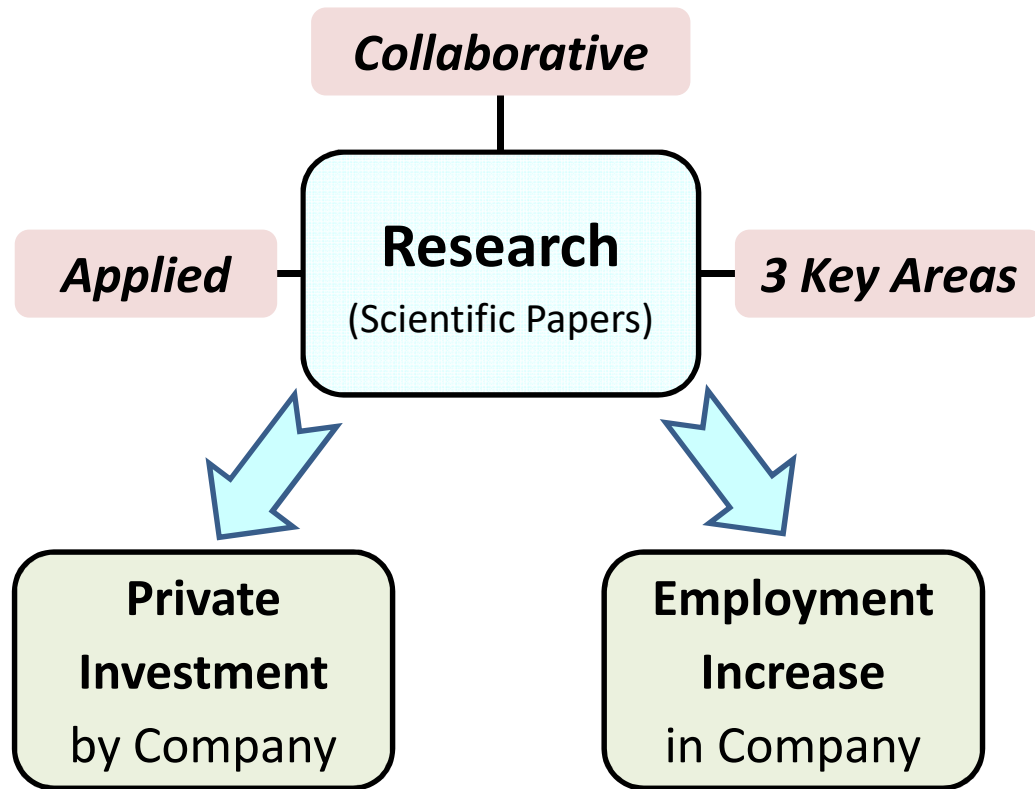 Collaborative
Applied
Research
(Scientific Papers)
3 Key Areas
Private
Investment
by Company
Employment
Increase
in Company